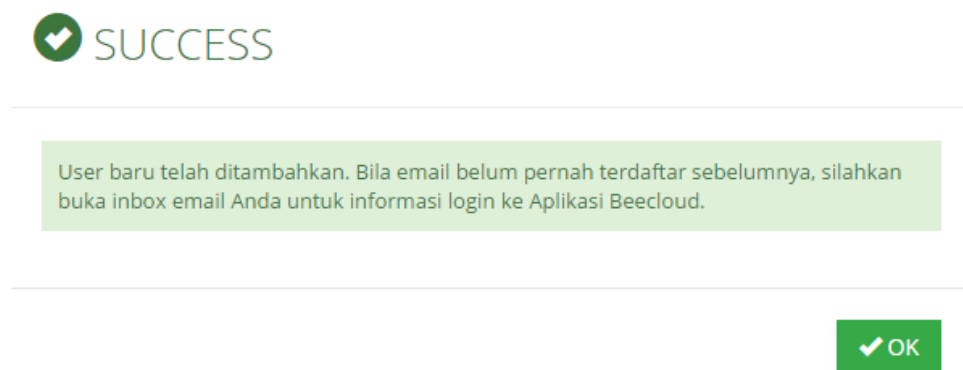 SUCCESS
User baru telah ditambahkan. Bila email belum pernah terdaftar sebelumnya, silahkan
buka inbox email Anda untuk informasi login ke Aplikasi Beecloud.
OK